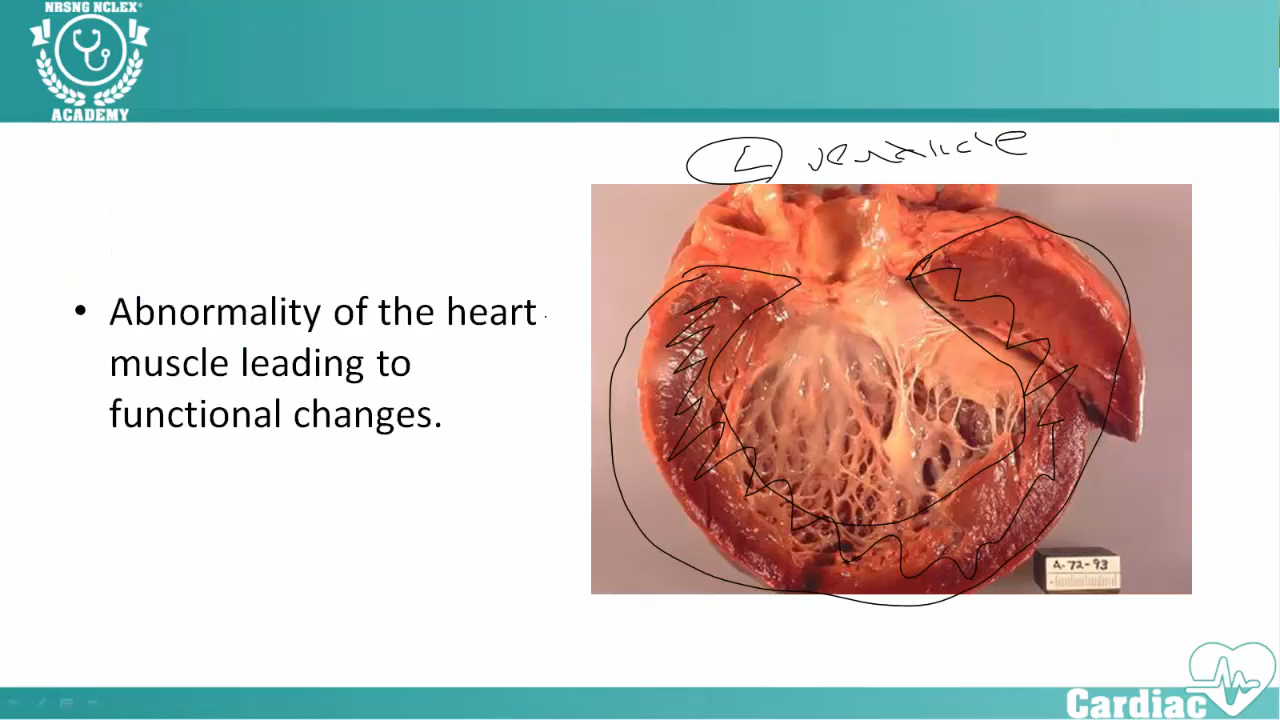 NRSNG NCLEX®
ACADEMY
L ventricle
• Abnormality of the heart
muscle leading to
functional changes.
A-72-93
Cardiac